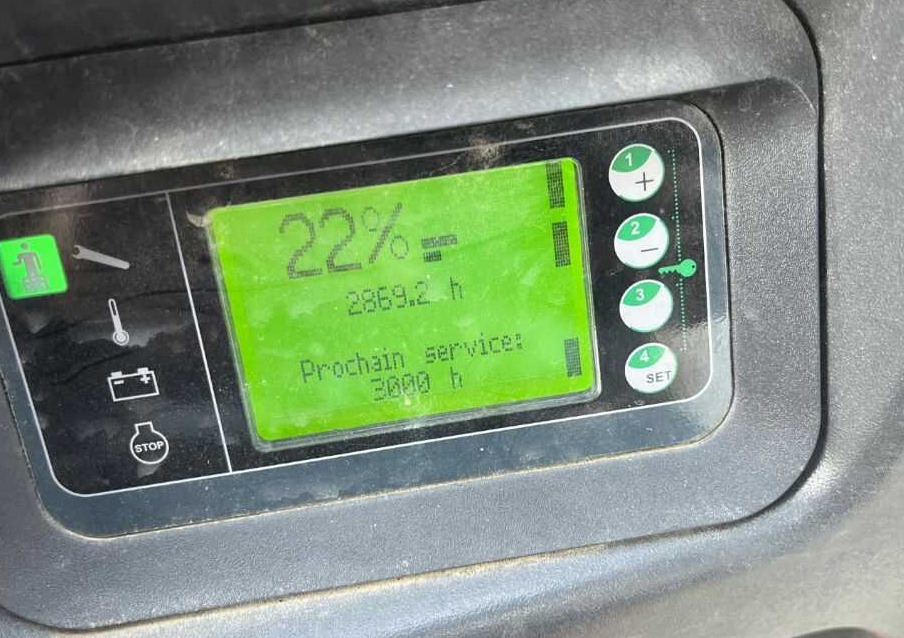 22%
2869.2 h
Prochain service:
3000 h
1
+
2
−
3
4
SET
STOP